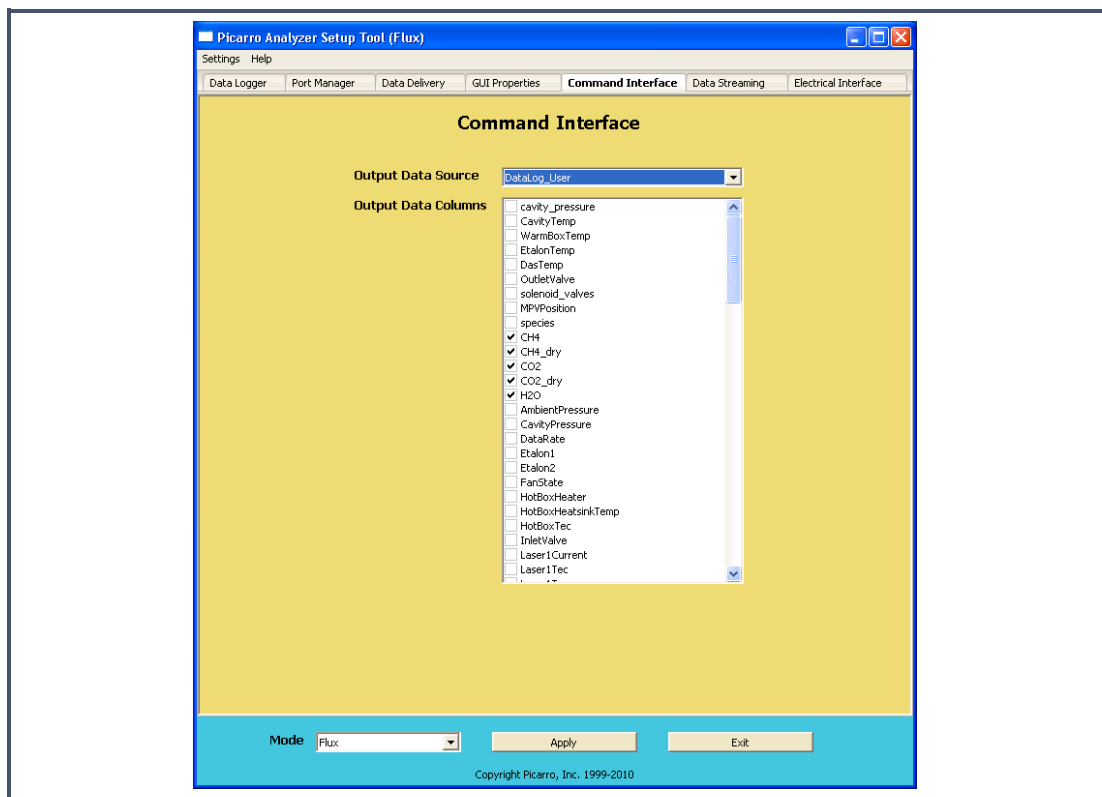 Picarro Analyzer Setup Tool (Flux)
Settings Help
Data Logger Port Manager Data Delivery GUI Properties Command Interface Data Streaming Electrical Interface
Command Interface
Output Data Source DataLog_User
Output Data Columns cavity_pressure
CavityTemp
WarmBoxTemp
EtalonTemp
DasTemp
OutletValve
solenoid_valves
MPVPosition
species
CH4
CH4_dry
CO2
CO2_dry
H2O
AmbientPressure
CavityPressure
DataRate
Etalon1
Etalon2
FanState
HotBoxHeater
HotBoxHeatsinkTemp
HotBoxTec
InletValve
Laser1Current
Laser1Tec
Mode Flux Apply Exit
Copyright Picarro, Inc. 1999-2010